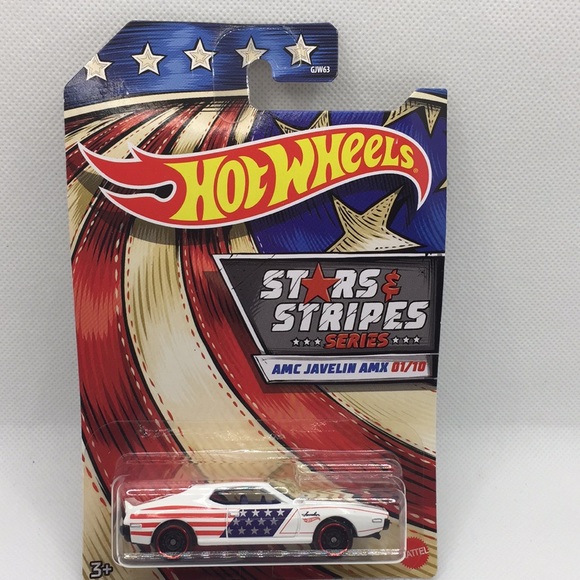 GJW63
HOT WHEELS®
STARS &
STRIPES
SERIES
AMC JAVELIN AMX 01/10
3+
MATTEL